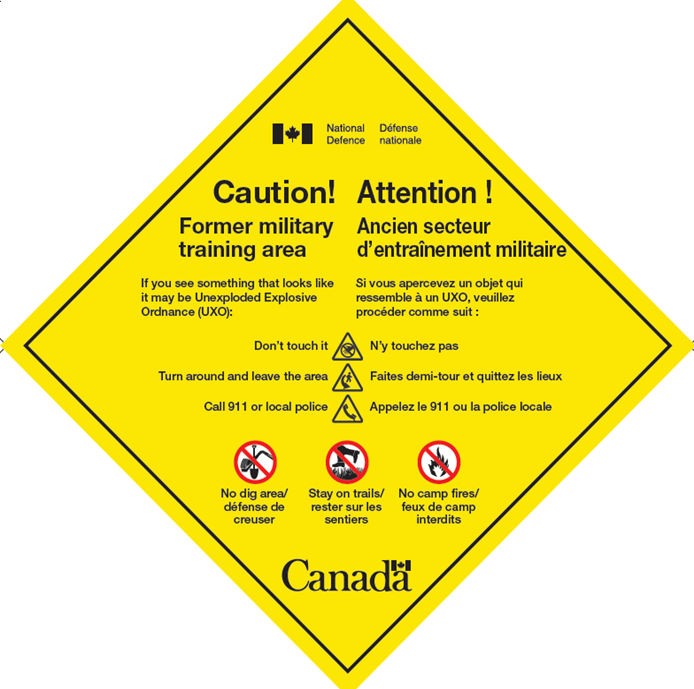 National Defence
Défense nationale
Caution!
Former military
training area
If you see something that looks like
it may be Unexploded Explosive
Ordnance (UXO):
Attention !
Ancien secteur
d'entraînement militaire
Si vous apercevez un objet qui
ressemble à un UXO, veuillez
procéder comme suit :
Don't touch it
N'y touchez pas
Turn around and leave the area
Faites demi-tour et quittez les lieux
Call 911 or local police
Appelez le 911 ou la police locale
No dig area/
défense de
creuser
Stay on trails/
rester sur les
sentiers
No camp fires/
feux de camp
interdits
Canada